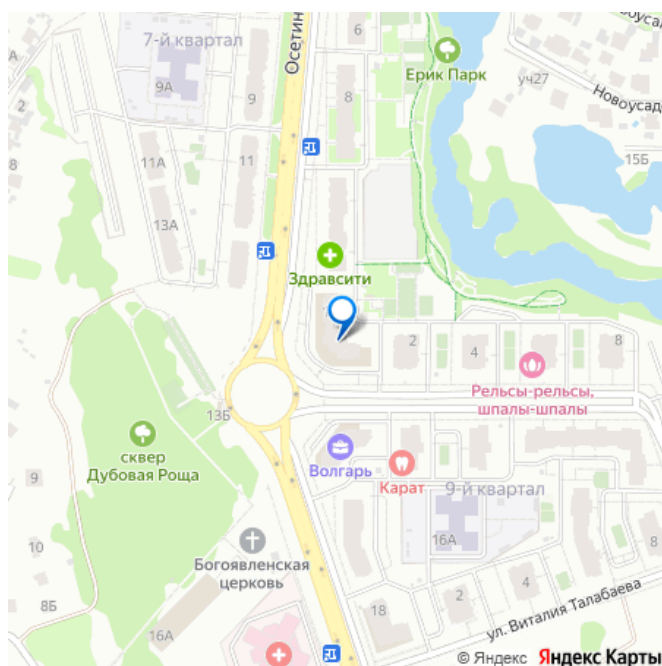 6
7-й квартал
Осетин
Ерик Парк
уч27
Новоусад
9А
9
8
2
8
15Б
11А
11
13А
Здравсити
2
4
8
Рельсы-рельсы,
шпалы-шпалы
13Б
сквер
Дубовая Роща
Волгарь
Карат
9-й квартал
9
10
Богоявленская
церковь
16А
8
4
2
8Б
18
ул. Виталия Талабаева
16А
© Яндекс Яндекс Карты